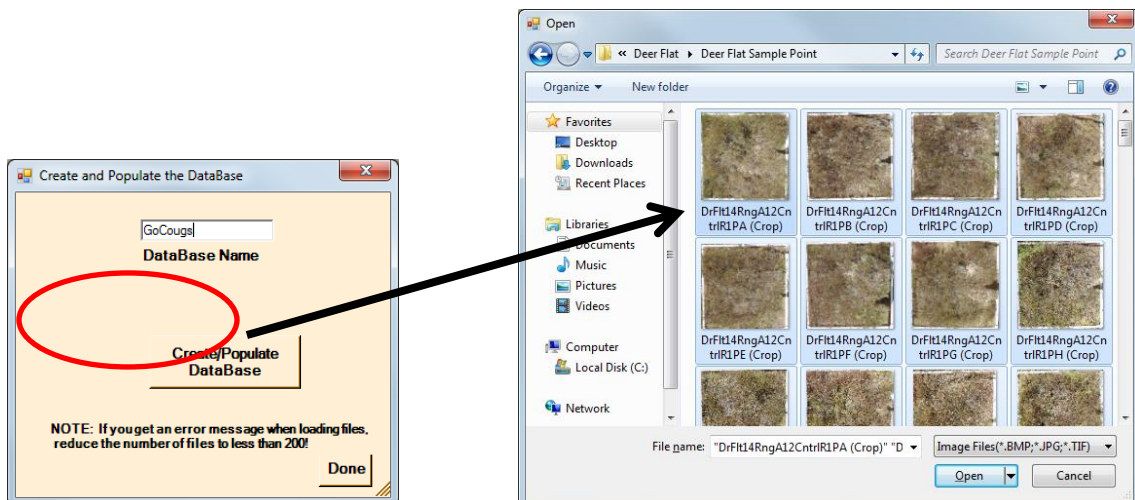 Create and Populate the DataBase
X
GoCougs
DataBase Name
Create/Populate
DataBase
NOTE: If you get an error message when loading files,
reduce the number of files to less than 200!
Done
Open
X
« Deer Flat ▸ Deer Flat Sample Point
Search Deer Flat Sample Point
Organize New folder
Favorites
Desktop
Downloads
Recent Places
Libraries
Documents
Music
Pictures
Videos
Computer
Local Disk (C:)
Network
DrFlt14RngA12Cn
trlR1PA (Crop)
DrFlt14RngA12Cn
trlR1PB (Crop)
DrFlt14RngA12Cn
trlR1PC (Crop)
DrFlt14RngA12Cn
trlR1PD (Crop)
DrFlt14RngA12Cn
trlR1PE (Crop)
DrFlt14RngA12Cn
trlR1PF (Crop)
DrFlt14RngA12Cn
trlR1PG (Crop)
DrFlt14RngA12Cn
trlR1PH (Crop)
File name: "DrFlt14RngA12CntrlR1PA (Crop)" "D
Image Files(*.BMP;*.JPG;*.TIF)
Open
Cancel